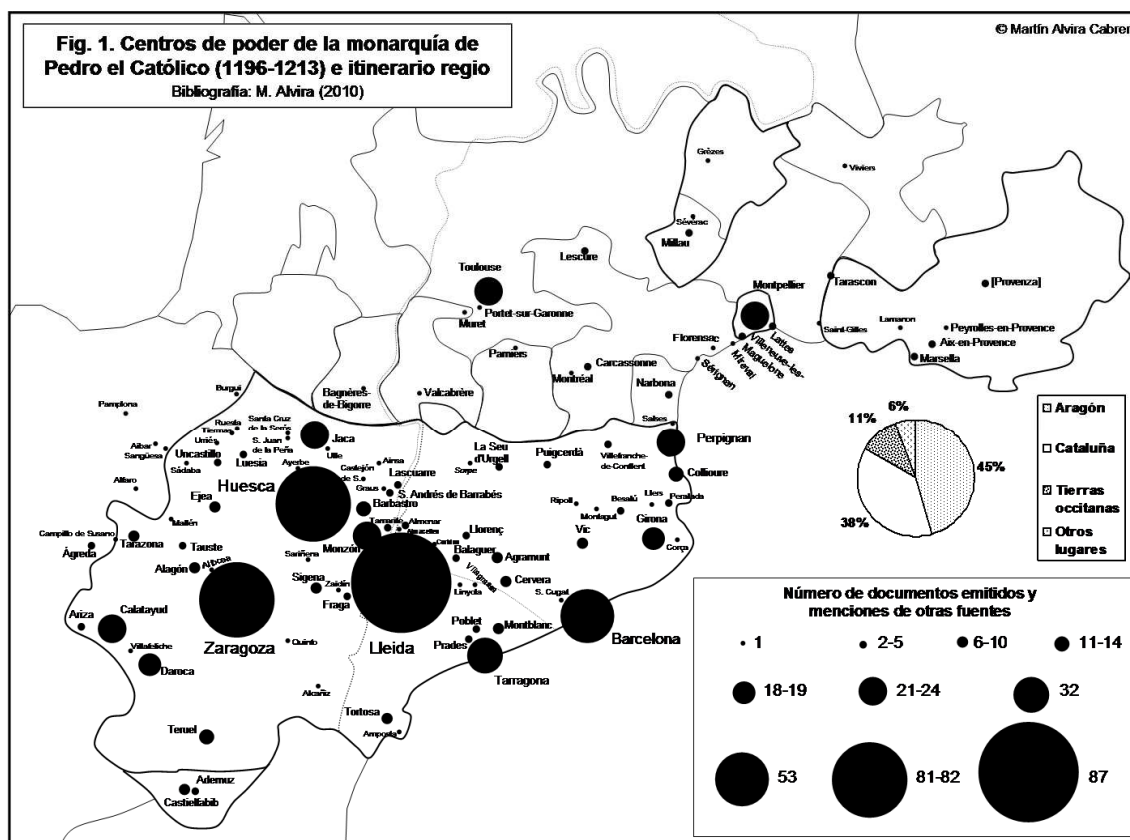 Fig. 1. Centros de poder de la monarquía de
Pedro el Católico (1196-1213) e itinerario regio
Bibliografía: M. Alvira (2010)
© Martín Alvira Cabrer
Grèzes
Viviers
Séverac
Millau
Lescure
Toulouse
Montpellier
Tarascon
[Provenza]
Portet-sur-Garonne
Muret
Saint-Gilles
Lamanon
Peyrolles-en-Provence
Aix-en-Provence
Marsella
Lattes
Villeneuve-les-
Maguelone
Mireval
Florensac
Sérignan
Pamiers
Carcassonne
Montréal
Narbona
Bagnères-
de-Bigorre
Valcabrère
Salses
Perpignan
Burgui
Pamplona
Aibar
Sangüesa
Ruesta
Tiermas
Urriés
Uncastillo
Sádaba
Luesia
Santa Cruz
de la Serós
S. Juan
de la Peña
Jaca
Ulle
Ayerbe
Castejón
de S.
Ainsa
Lascuarre
Graus
S. Andrés de Barrabés
La Seu
d'Urgell
Puigcerdà
Villefranche-
de-Conflent
Collioure
Alfaro
Huesca
Ejea
Barbastro
Almenar
Monzón
Llorenç
Ripoll
Montagut
Besalú
Llers
Peralada
Girona
Corça
Vic
Mallén
Tarazona
Ágreda
Tauste
Alagón
Sariñena
Balaguer
Agramunt
Cervera
Linyola
S. Cugat
Sigena
Zaidín
Fraga
Ariza
Calatayud
Villafeliche
Daroca
Zaragoza
Quinto
Lleida
Poblet
Montblanc
Prades
Tarragona
Barcelona
Alcañiz
Tortosa
Amposta
Teruel
Ademuz
Castielfabib
6%
11%
45%
38%
Aragón
Cataluña
Tierras
occitanas
Otros
lugares
Número de documentos emitidos y
menciones de otras fuentes
1
2-5
6-10
11-14
18-19
21-24
32
53
81-82
87